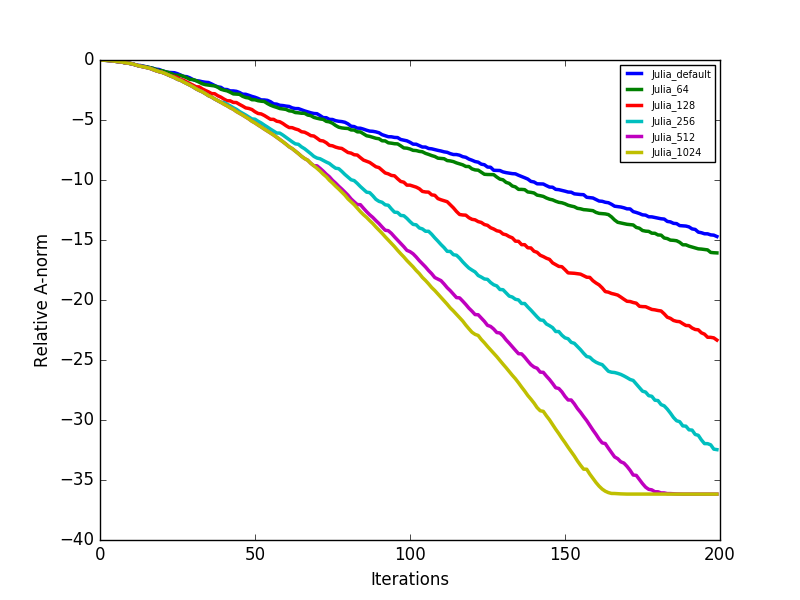 0
−5
−10
−15
−20
−25
−30
−35
−40
0
50
100
150
200
Relative A-norm
Iterations
Julia_default
Julia_64
Julia_128
Julia_256
Julia_512
Julia_1024